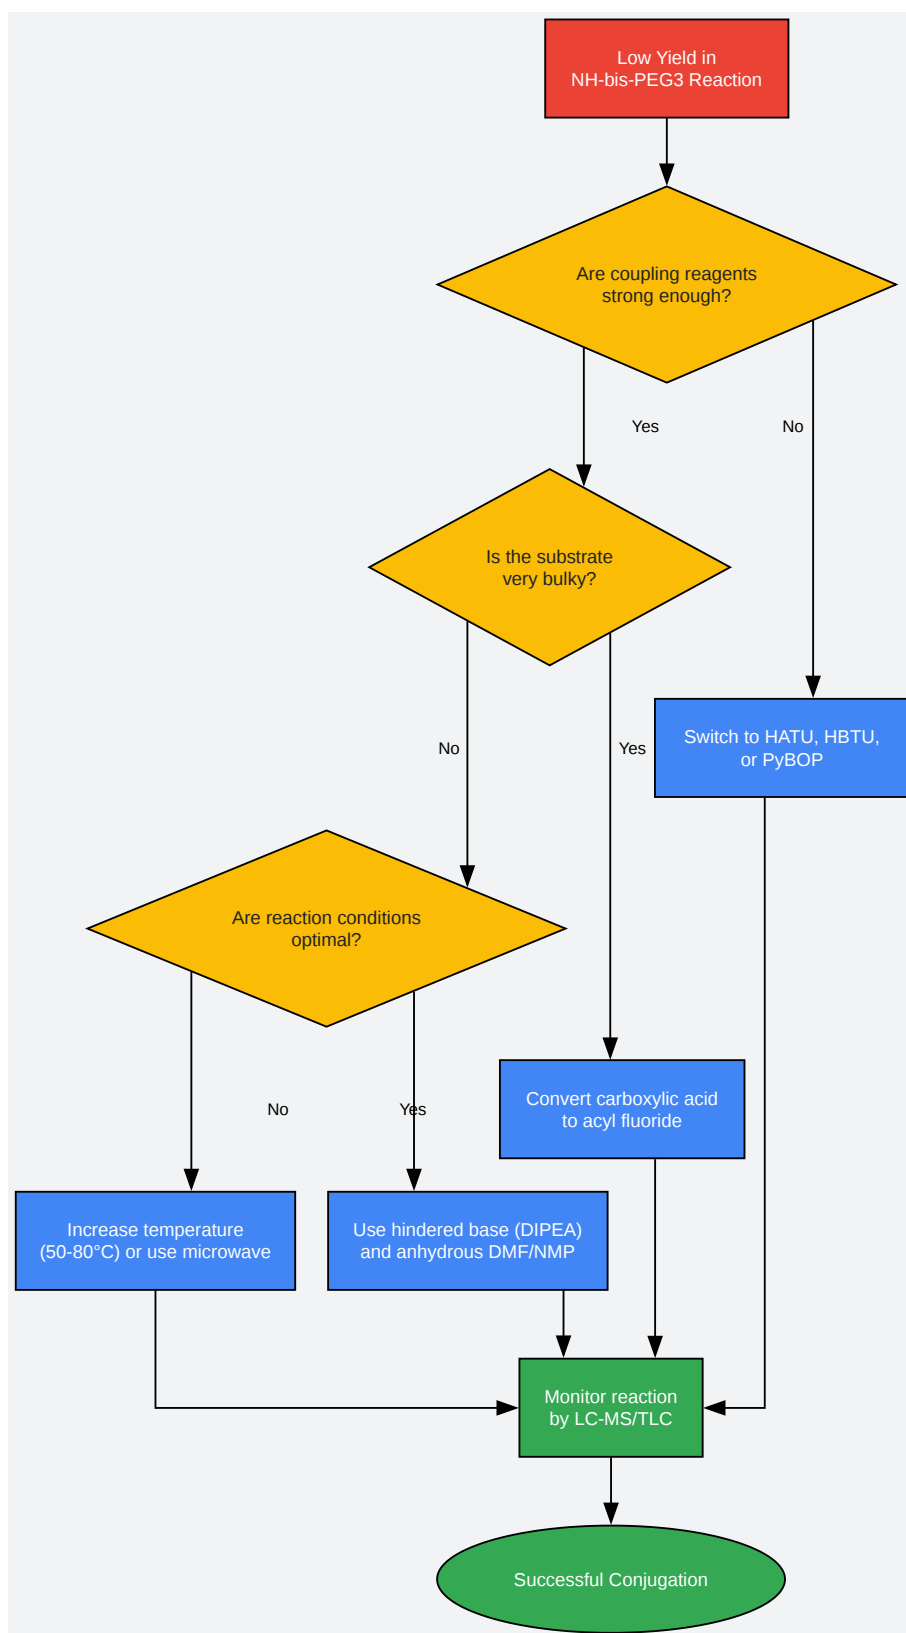 Low Yield in
NH-bis-PEG3 Reaction
Are coupling reagents
strong enough?
Yes
No
Is the substrate
very bulky?
Switch to HATU, HBTU,
or PyBOP
No
Yes
Are reaction conditions
optimal?
Convert carboxylic acid
to acyl fluoride
No
Yes
Increase temperature
(50-80°C) or use microwave
Use hindered base (DIPEA)
and anhydrous DMF/NMP
Monitor reaction
by LC-MS/TLC
Successful Conjugation